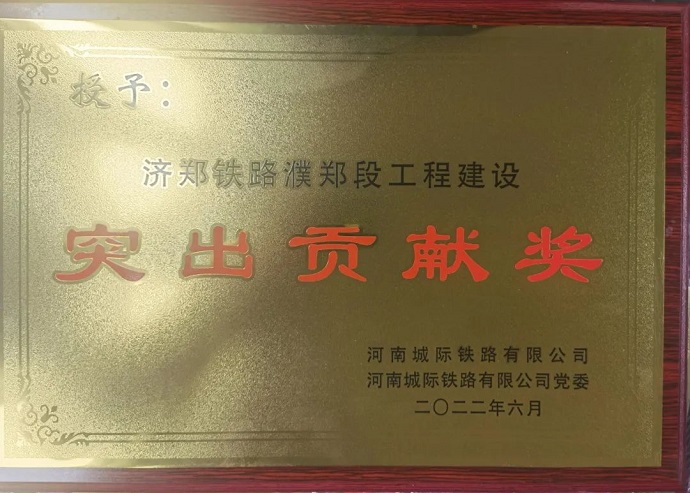 授予：
济郑铁路濮郑段工程建设
突出贡献奖
河南城际铁路有限公司
河南城际铁路有限公司党委
二〇二二年六月